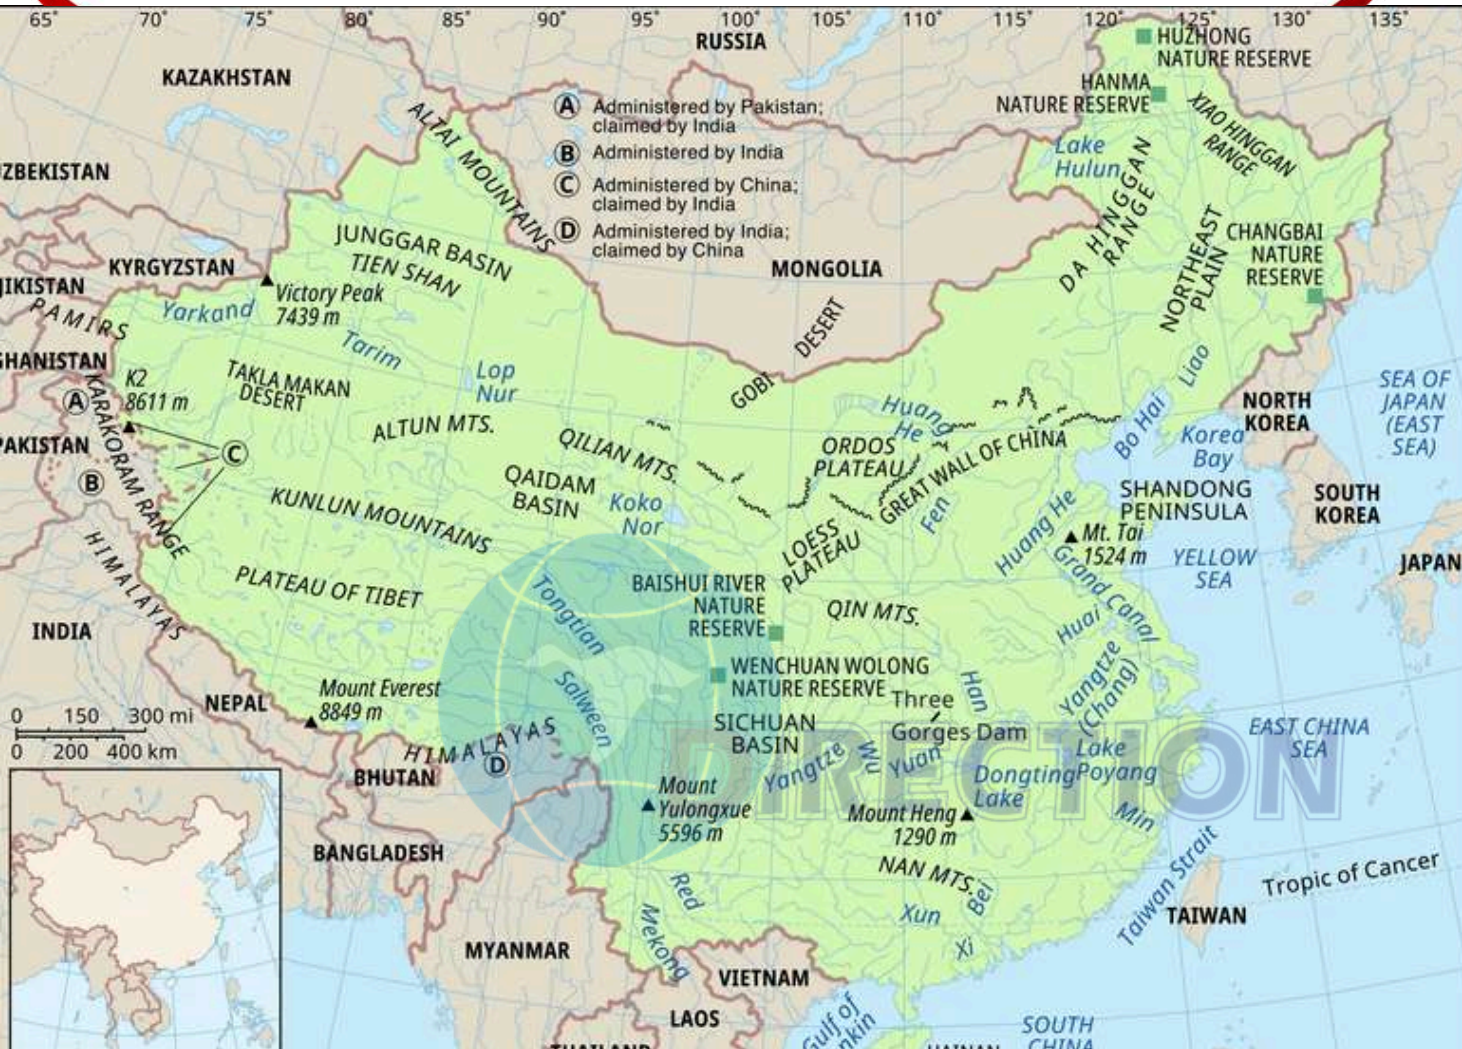 65° 70° 75° 80° 85° 90° 95° 100° 105° 110° 115° 120° 125° 130° 135°
RUSSIA
KAZAKHSTAN
HUZHONG
NATURE RESERVE
HANMA
NATURE RESERVE
XIAO HINGGAN
RANGE
ALTAI MOUNTAINS
A Administered by Pakistan;
claimed by India
B Administered by India
C Administered by China;
claimed by India
D Administered by India;
claimed by China
Lake
Hulun
DA HINGGAN
RANGE
ZBEKISTAN
NORTHEAST
PLAIN
CHANGBAI
NATURE
RESERVE
JUNGGAR BASIN
TIEN SHAN
MONGOLIA
KYRGYZSTAN
JIKISTAN
Victory Peak
7439 m
PAMIRS
Yarkand
Tarim
GOBI
DESERT
GHANISTAN
K2
8611 m
TAKLA MAKAN
DESERT
Lop
Nur
Liao
SEA OF
JAPAN
(EAST
SEA)
NORTH
KOREA
A
KARAKORAM RANGE
ALTUN MTS.
QILIAN MTS.
Huang
He
ORDOS
PLATEAU
GREAT WALL OF CHINA
Bo Hai
Korea
Bay
PAKISTAN
C
B
QAIDAM
BASIN
Koko
Nor
KUNLUN MOUNTAINS
Fen
SHANDONG
PENINSULA
SOUTH
KOREA
Huang He
Mt. Tai
1524 m
LOESS
PLATEAU
YELLOW
SEA
JAPAN
HIMALAYAS
PLATEAU OF TIBET
Tongtian
BAISHUI RIVER
NATURE
RESERVE
QIN MTS.
Grand Canal
Huai
INDIA
WENCHUAN WOLONG
NATURE RESERVE
Yangtze
(Chang)
Han
NEPAL
Mount Everest
8849 m
Salween
Three
Gorges Dam
SICHUAN
BASIN
0 150 300 mi
0 200 400 km
EAST CHINA
SEA
HIMALAYAS
D
BHUTAN
DIRECTION
Yangtze
Wu
Yuan
Lake
Poyang
Dongting
Lake
Mount
Yulongxue
5596 m
Mount Heng
1290 m
Min
BANGLADESH
NAN MTS.
Taiwan Strait
Tropic of Cancer
Red
Bei
Xun
TAIWAN
Mekong
Xi
MYANMAR
VIETNAM
LAOS
Gulf of
nkin
SOUTH
CHINA
THAILAND
HAINAN